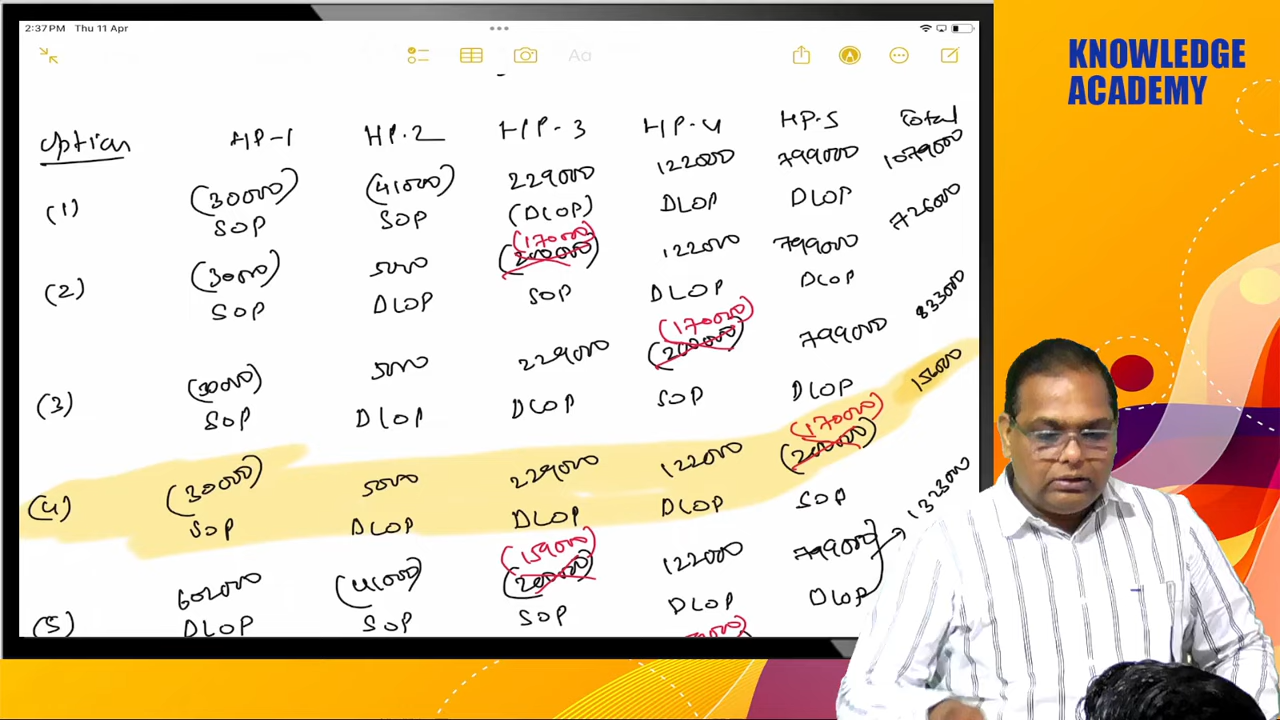 2:37 PM Thu 11 Apr
KNOWLEDGE
ACADEMY
Aa
Option HP-1 HP-2 HP-3 HP-4 HP-5 Total
(1) (30000) (41000) 229000 122000 799000 1079000
SOP SOP (DLOP) DLOP DLOP
(170000)
(2) (30000) 5000 (200000) 122000 799000 726000
SOP DLOP SOP DLOP DLOP
(170000)
(3) (30000) 5000 229000 (200000) 799000 833000
SOP DLOP DLOP SOP DLOP
(170000)
(4) (30000) 5000 229000 122000 (200000) 156000
SOP DLOP DLOP DLOP SOP
(159000)
(5) 602000 (41000) (200000) 122000 799000 1323000
DLOP SOP SOP DLOP DLOP